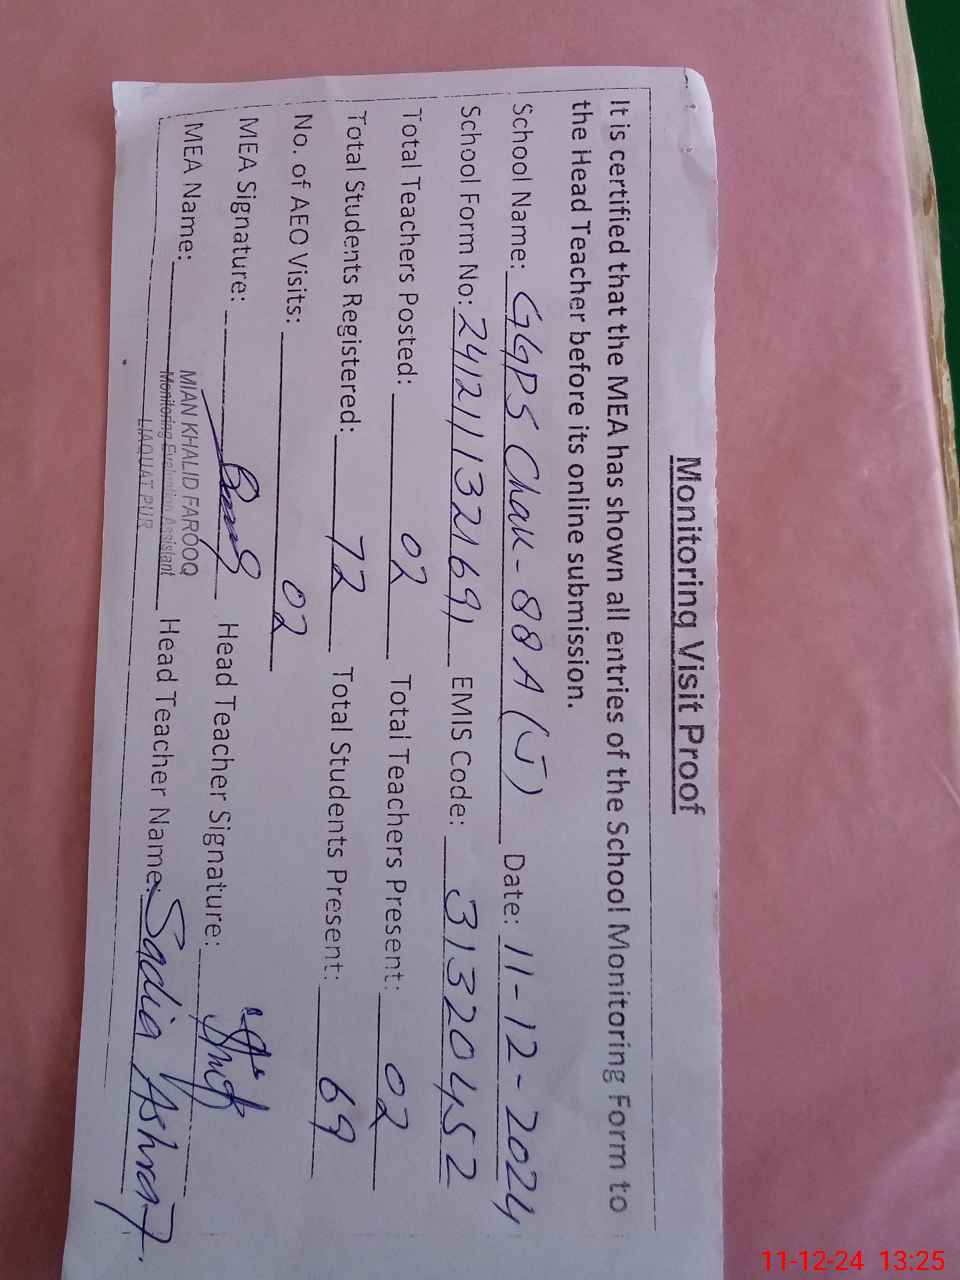 Monitoring Visit Proof
It is certified that the MEA has shown all entries of the School Monitoring Form to
the Head Teacher before its online submission.
School Name: GGPS Chak-88A (J) Date: 11-12-2024
School Form No: 241211321691 EMIS Code: 31320452
Total Teachers Posted: 02 Total Teachers Present: 02
Total Students Registered: 72 Total Students Present: 69
No. of AEO Visits: 02
MEA Signature: Head Teacher Signature:
MEA Name: MIAN KHALID FAROOQ Head Teacher Name: Sadia Ashraf.
Monitoring Evaluation Assistant
LIAQUAT PUR
11-12-24 13:25